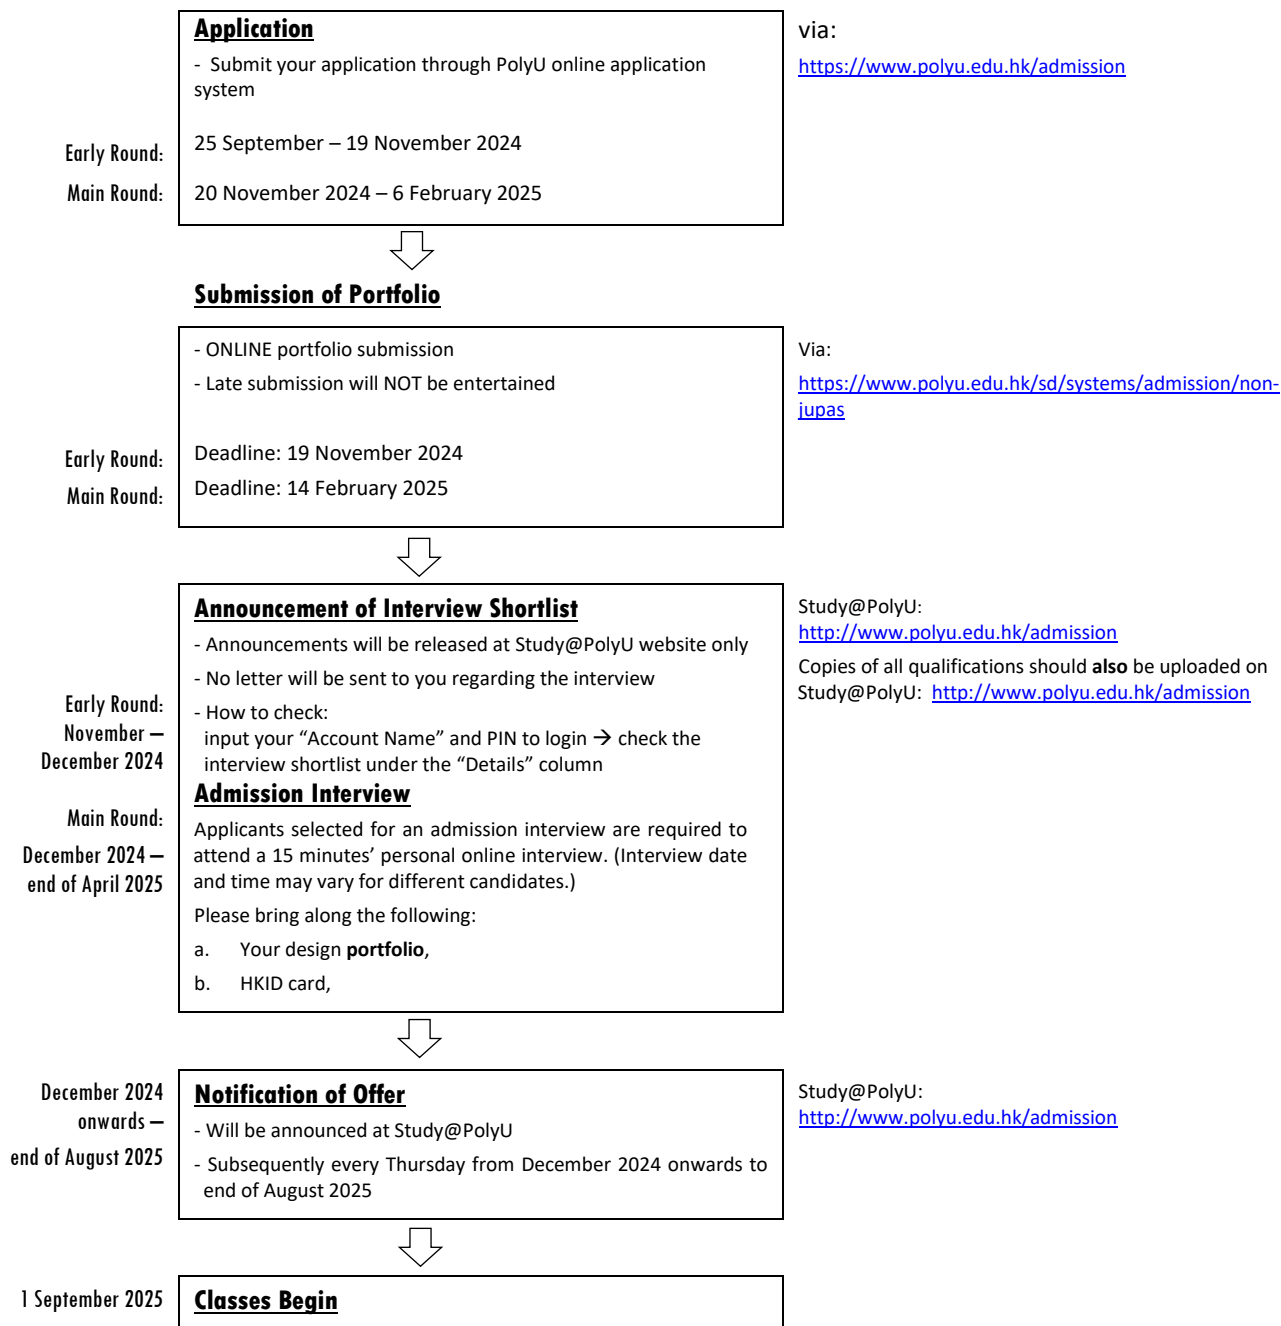 Application
via:
- Submit your application through PolyU online application
system
https://www.polyu.edu.hk/admission
Early Round:
25 September – 19 November 2024
Main Round:
20 November 2024 – 6 February 2025
Submission of Portfolio
- ONLINE portfolio submission
- Late submission will NOT be entertained
Via:
https://www.polyu.edu.hk/sd/systems/admission/non-
jupas
Early Round:
Deadline: 19 November 2024
Main Round:
Deadline: 14 February 2025
Announcement of Interview Shortlist
- Announcements will be released at Study@PolyU website only
- No letter will be sent to you regarding the interview
- How to check:
input your “Account Name” and PIN to login → check the
interview shortlist under the “Details” column
Study@PolyU:
http://www.polyu.edu.hk/admission
Copies of all qualifications should also be uploaded on
Study@PolyU: http://www.polyu.edu.hk/admission
Early Round:
November –
December 2024
Main Round:
December 2024 –
end of April 2025
Admission Interview
Applicants selected for an admission interview are required to
attend a 15 minutes’ personal online interview. (Interview date
and time may vary for different candidates.)
Please bring along the following:
a. Your design portfolio,
b. HKID card,
December 2024
onwards –
end of August 2025
Notification of Offer
- Will be announced at Study@PolyU
- Subsequently every Thursday from December 2024 onwards to
end of August 2025
Study@PolyU:
http://www.polyu.edu.hk/admission
1 September 2025
Classes Begin